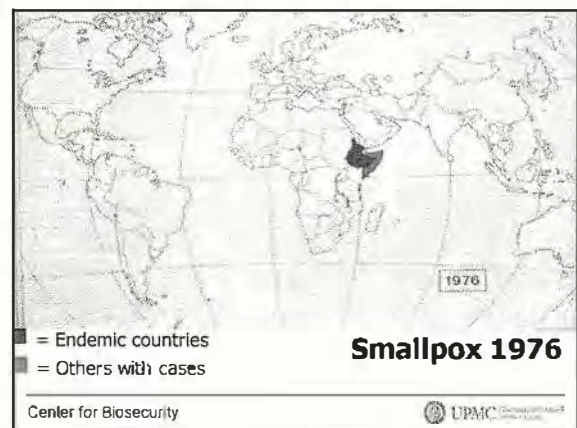 1976
= Endemic countries
= Others with cases
Smallpox 1976
Center for Biosecurity
UPMC